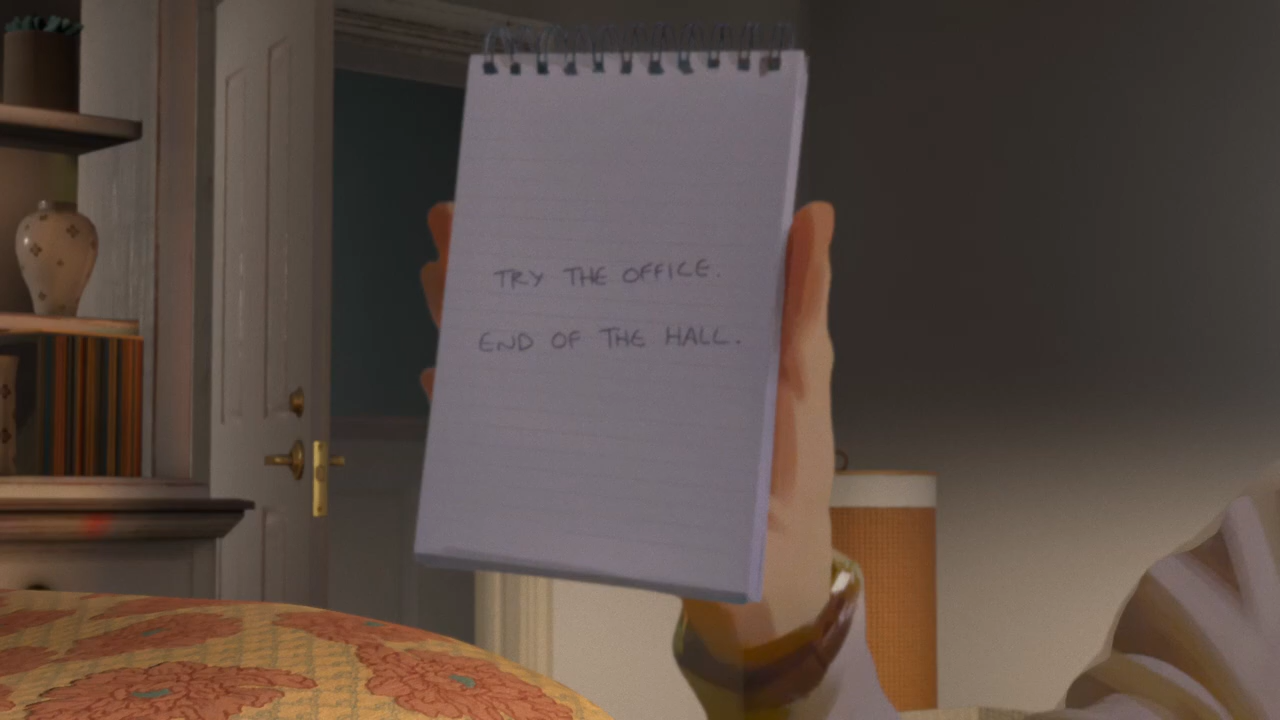 TRY THE OFFICE.
END OF THE HALL.